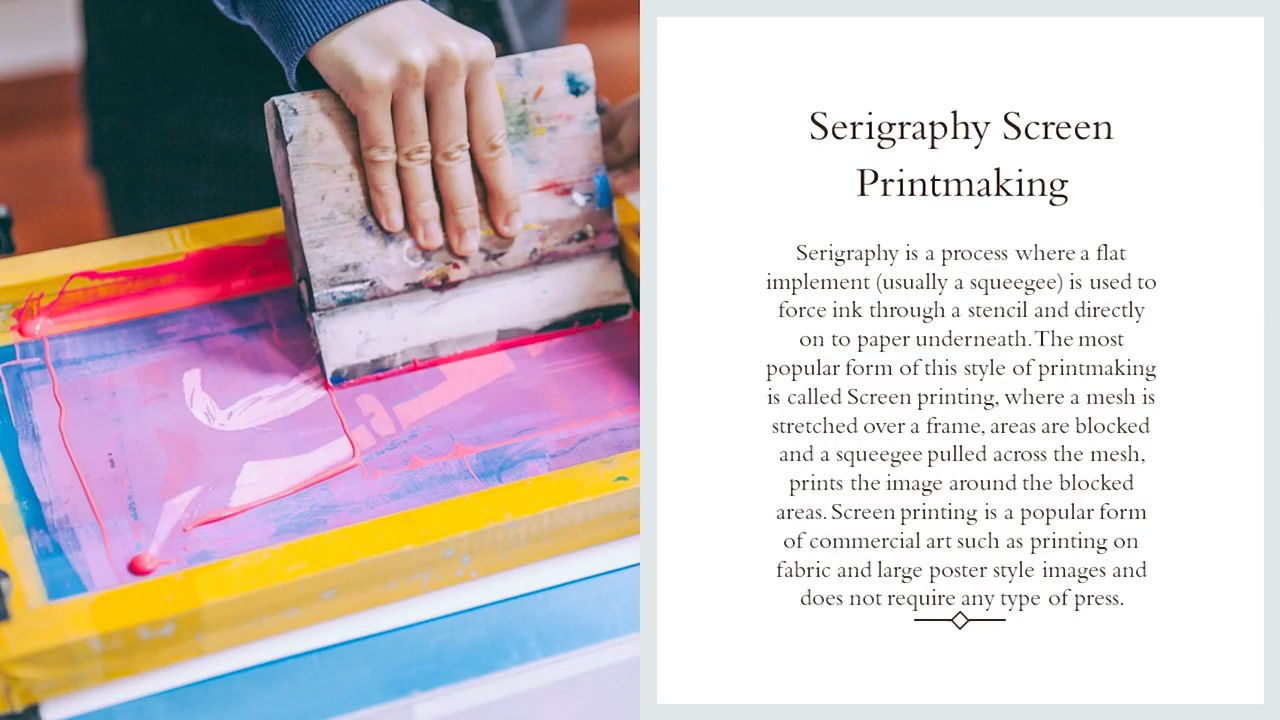 Serigraphy Screen
Printmaking
Serigraphy is a process where a flat
implement (usually a squeegee) is used to
force ink through a stencil and directly
on to paper underneath. The most
popular form of this style of printmaking
is called Screen printing, where a mesh is
stretched over a frame, areas are blocked
and a squeegee pulled across the mesh,
prints the image around the blocked
areas. Screen printing is a popular form
of commercial art such as printing on
fabric and large poster style images and
does not require any type of press.